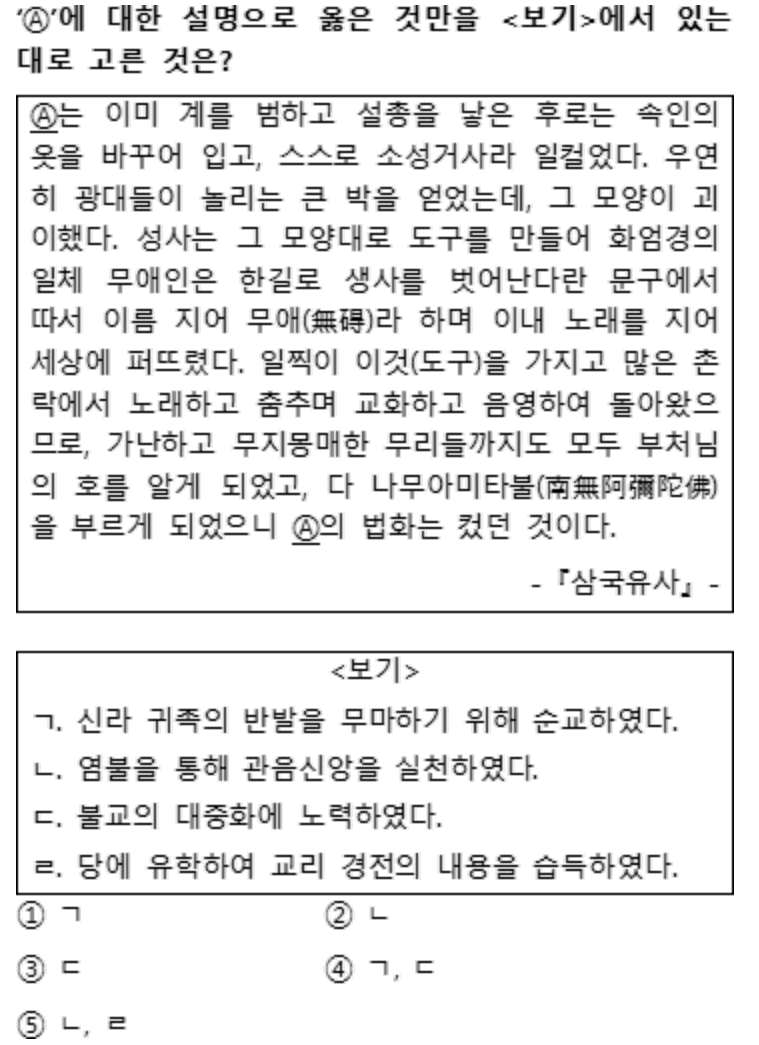 ‘Ⓐ’에 대한 설명으로 옳은 것만을 <보기>에서 있는
대로 고른 것은?
Ⓐ는 이미 계를 범하고 설총을 낳은 후로는 속인의
옷을 바꾸어 입고, 스스로 소성거사라 일컬었다. 우연
히 광대들이 놀리는 큰 박을 얻었는데, 그 모양이 괴
이했다. 성사는 그 모양대로 도구를 만들어 화엄경의
일체 무애인은 한길로 생사를 벗어난다란 문구에서
따서 이름 지어 무애(無碍)라 하며 이내 노래를 지어
세상에 퍼뜨렸다. 일찍이 이것(도구)을 가지고 많은 촌
락에서 노래하고 춤추며 교화하고 음영하여 돌아왔으
므로, 가난하고 무지몽매한 무리들까지도 모두 부처님
의 호를 알게 되었고, 다 나무아미타불(南無阿彌陀佛)
을 부르게 되었으니 Ⓐ의 법화는 컸던 것이다.
-『삼국유사』-
<보기>
ㄱ. 신라 귀족의 반발을 무마하기 위해 순교하였다.
ㄴ. 염불을 통해 관음신앙을 실천하였다.
ㄷ. 불교의 대중화에 노력하였다.
ㄹ. 당에 유학하여 교리 경전의 내용을 습득하였다.
① ㄱ ② ㄴ
③ ㄷ ④ ㄱ, ㄷ
⑤ ㄴ, ㄹ